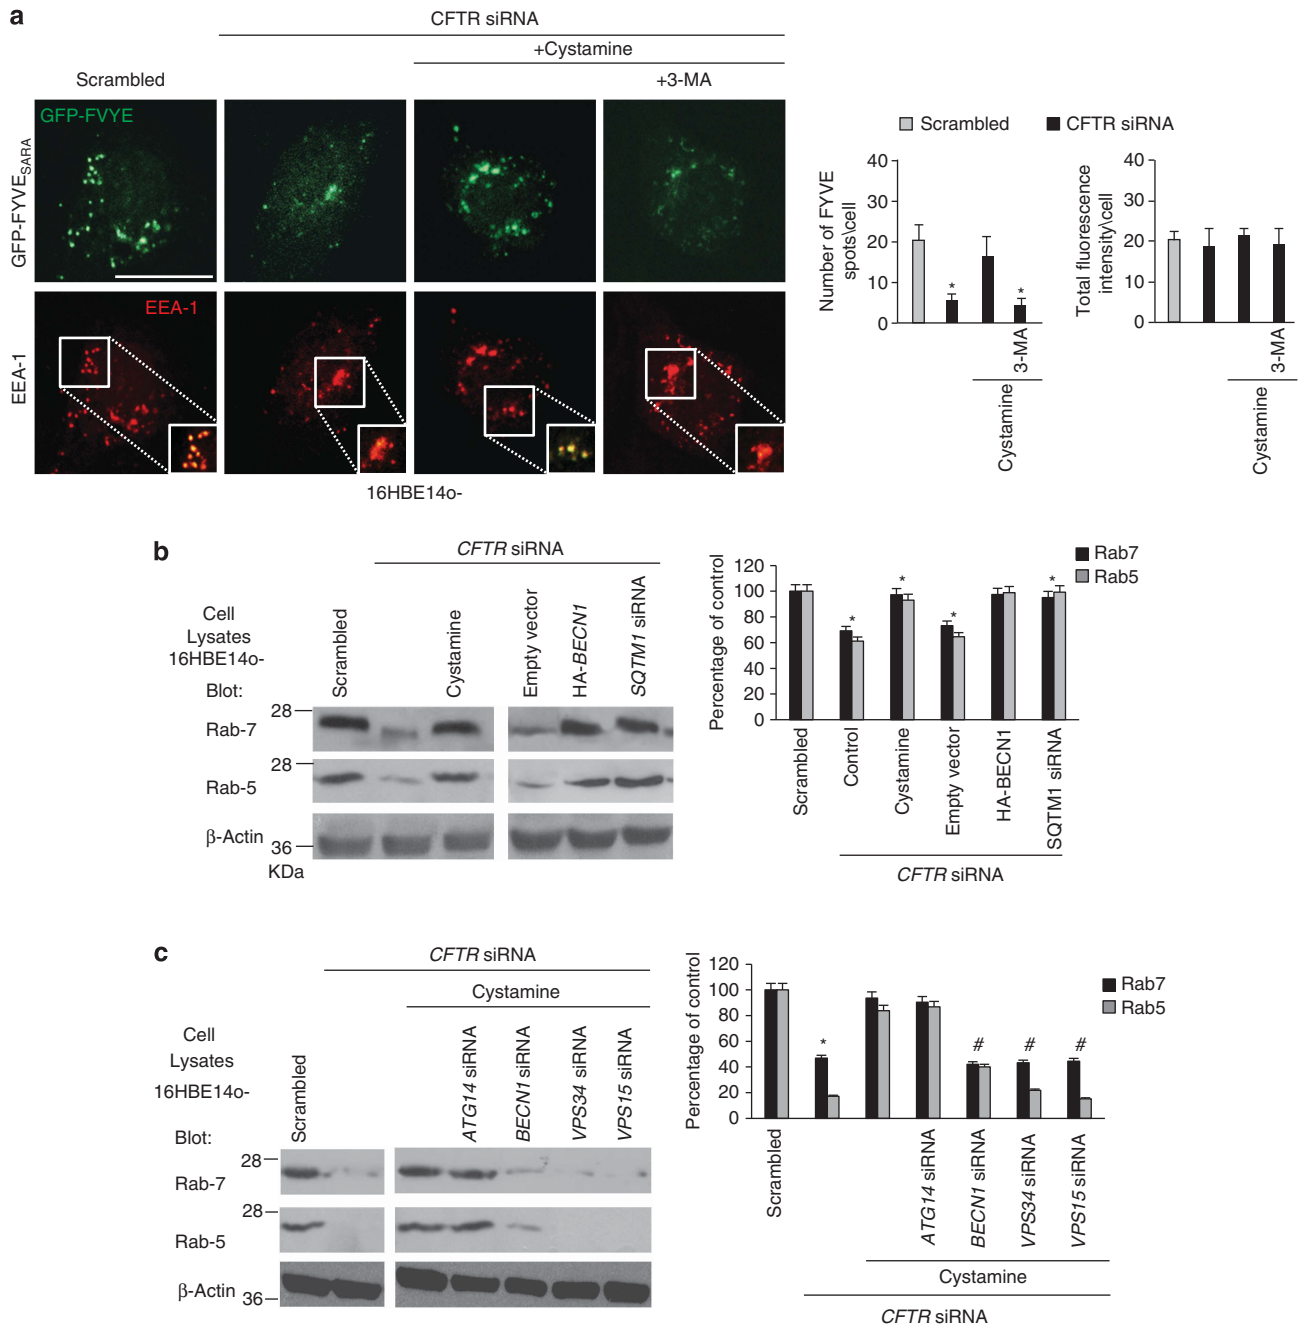 a
CFTR siRNA
+Cystamine
Scrambled
+3-MA
GFP-FYVE_SARA
GFP-FVYE
EEA-1
EEA-1
16HBE14o-
Scrambled
CFTR siRNA
Number of FYVE
spots\cell
40
30
20
10
0
*
*
3-MA
Cystamine
Total fluorescence
intensity\cell
40
30
20
10
0
3-MA
Cystamine
b
CFTR siRNA
Cell
Lysates
16HBE14o-
Blot:
Scrambled
Cystamine
Empty vector
HA-BECN1
SQTM1 siRNA
28
Rab-7
28
Rab-5
β-Actin
36
KDa
Rab7
Rab5
Percentage of control
120
100
80
60
40
20
0
*
*
*
*
Scrambled
Control
Cystamine
Empty vector
HA-BECN1
SQTM1 siRNA
CFTR siRNA
c
CFTR siRNA
Cystamine
Cell
Lysates
16HBE14o-
Blot:
Scrambled
ATG14 siRNA
BECN1 siRNA
VPS34 siRNA
VPS15 siRNA
28
Rab-7
28
Rab-5
β-Actin
36
Rab7
Rab5
Percentage of control
120
100
80
60
40
20
0
*
#
#
#
Scrambled
ATG14 siRNA
BECN1 siRNA
VPS34 siRNA
VPS15 siRNA
Cystamine
CFTR siRNA